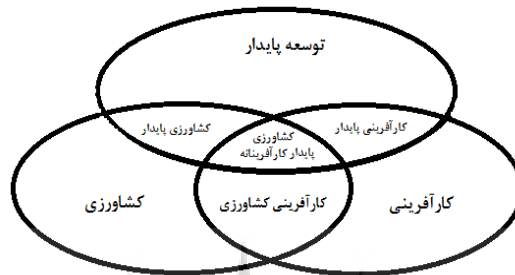 توسعه پایدار
کارآفرینی پایدار
کشاورزی
پایدار کارآفرینانه
کشاورزی پایدار
کارآفرینی
کارآفرینی کشاورزی
کشاورزی